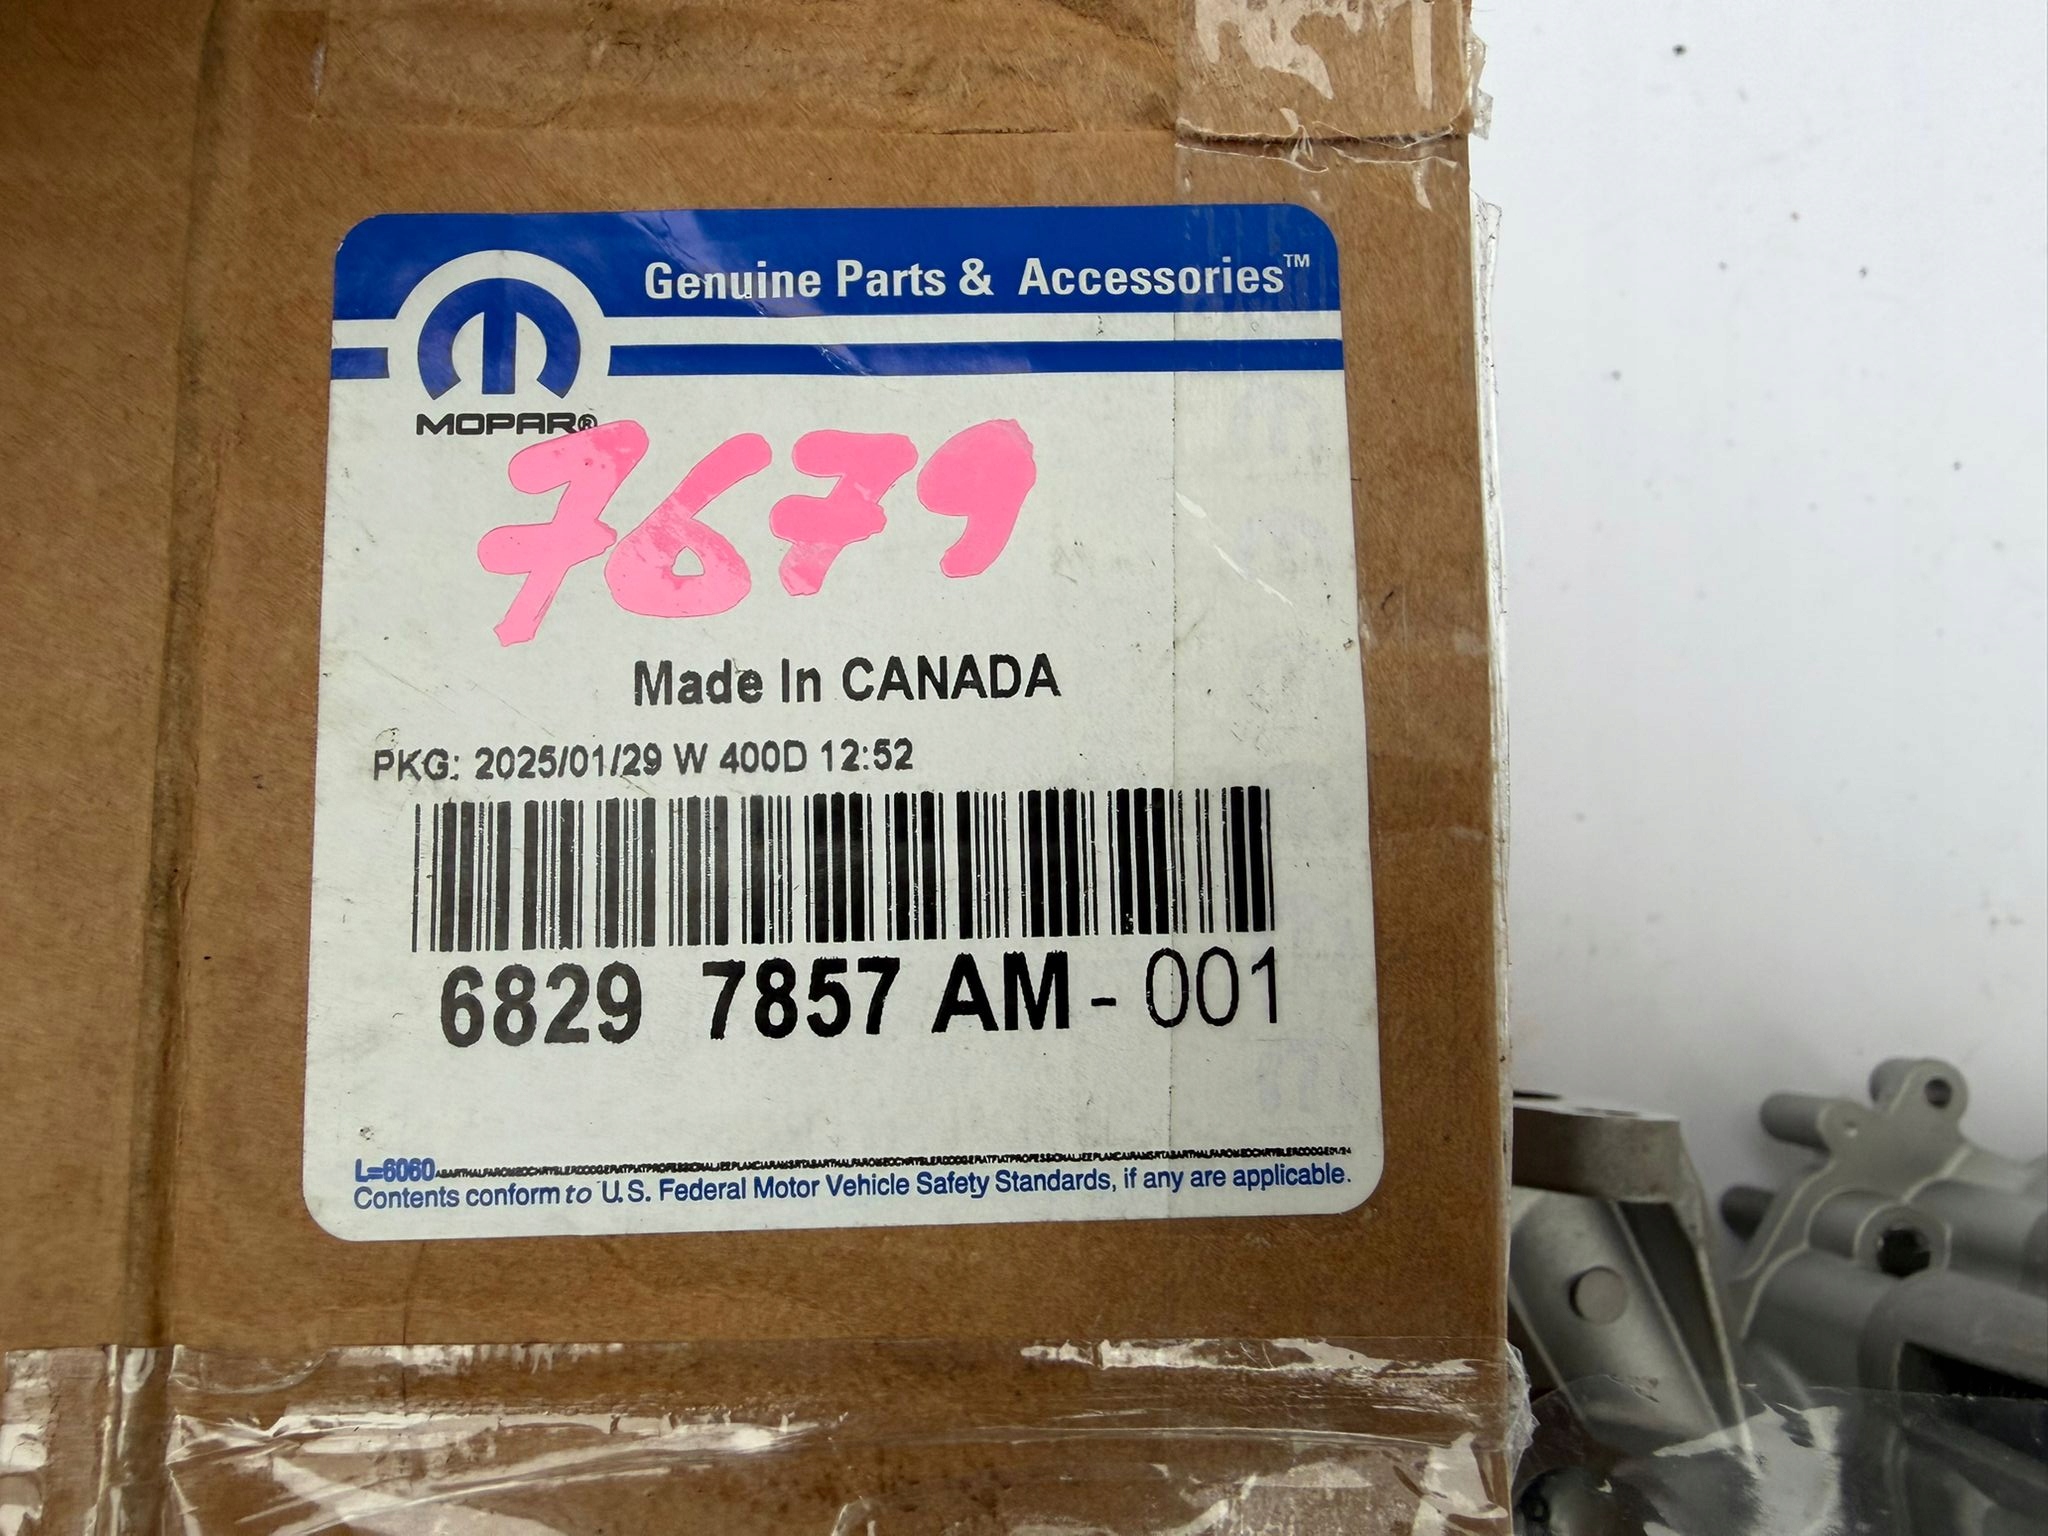 Genuine Parts & Accessories™
MOPAR®
7679
Made In CANADA
PKG: 2025/01/29 W 400D 12:52
6829 7857 AM - 001
L=6060
Contents conform to U.S. Federal Motor Vehicle Safety Standards, if any are applicable.